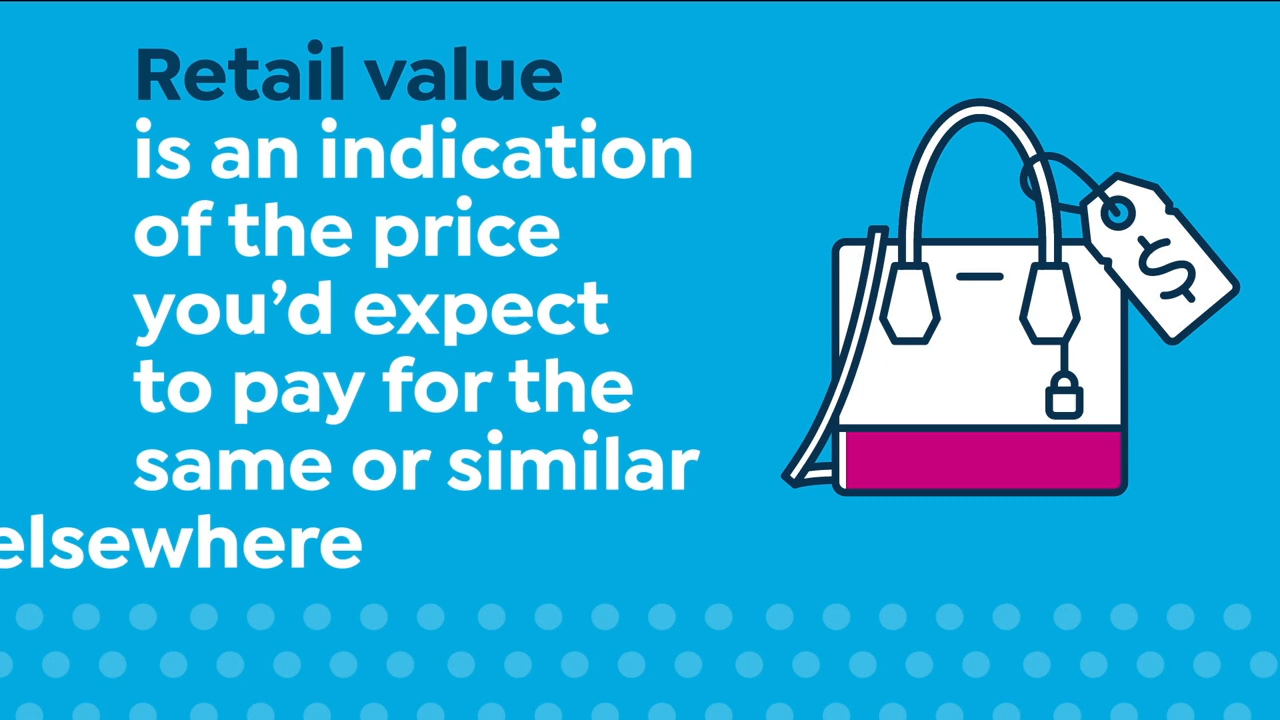 Retail value
is an indication
of the price
you’d expect
to pay for the
same or similar
elsewhere
$